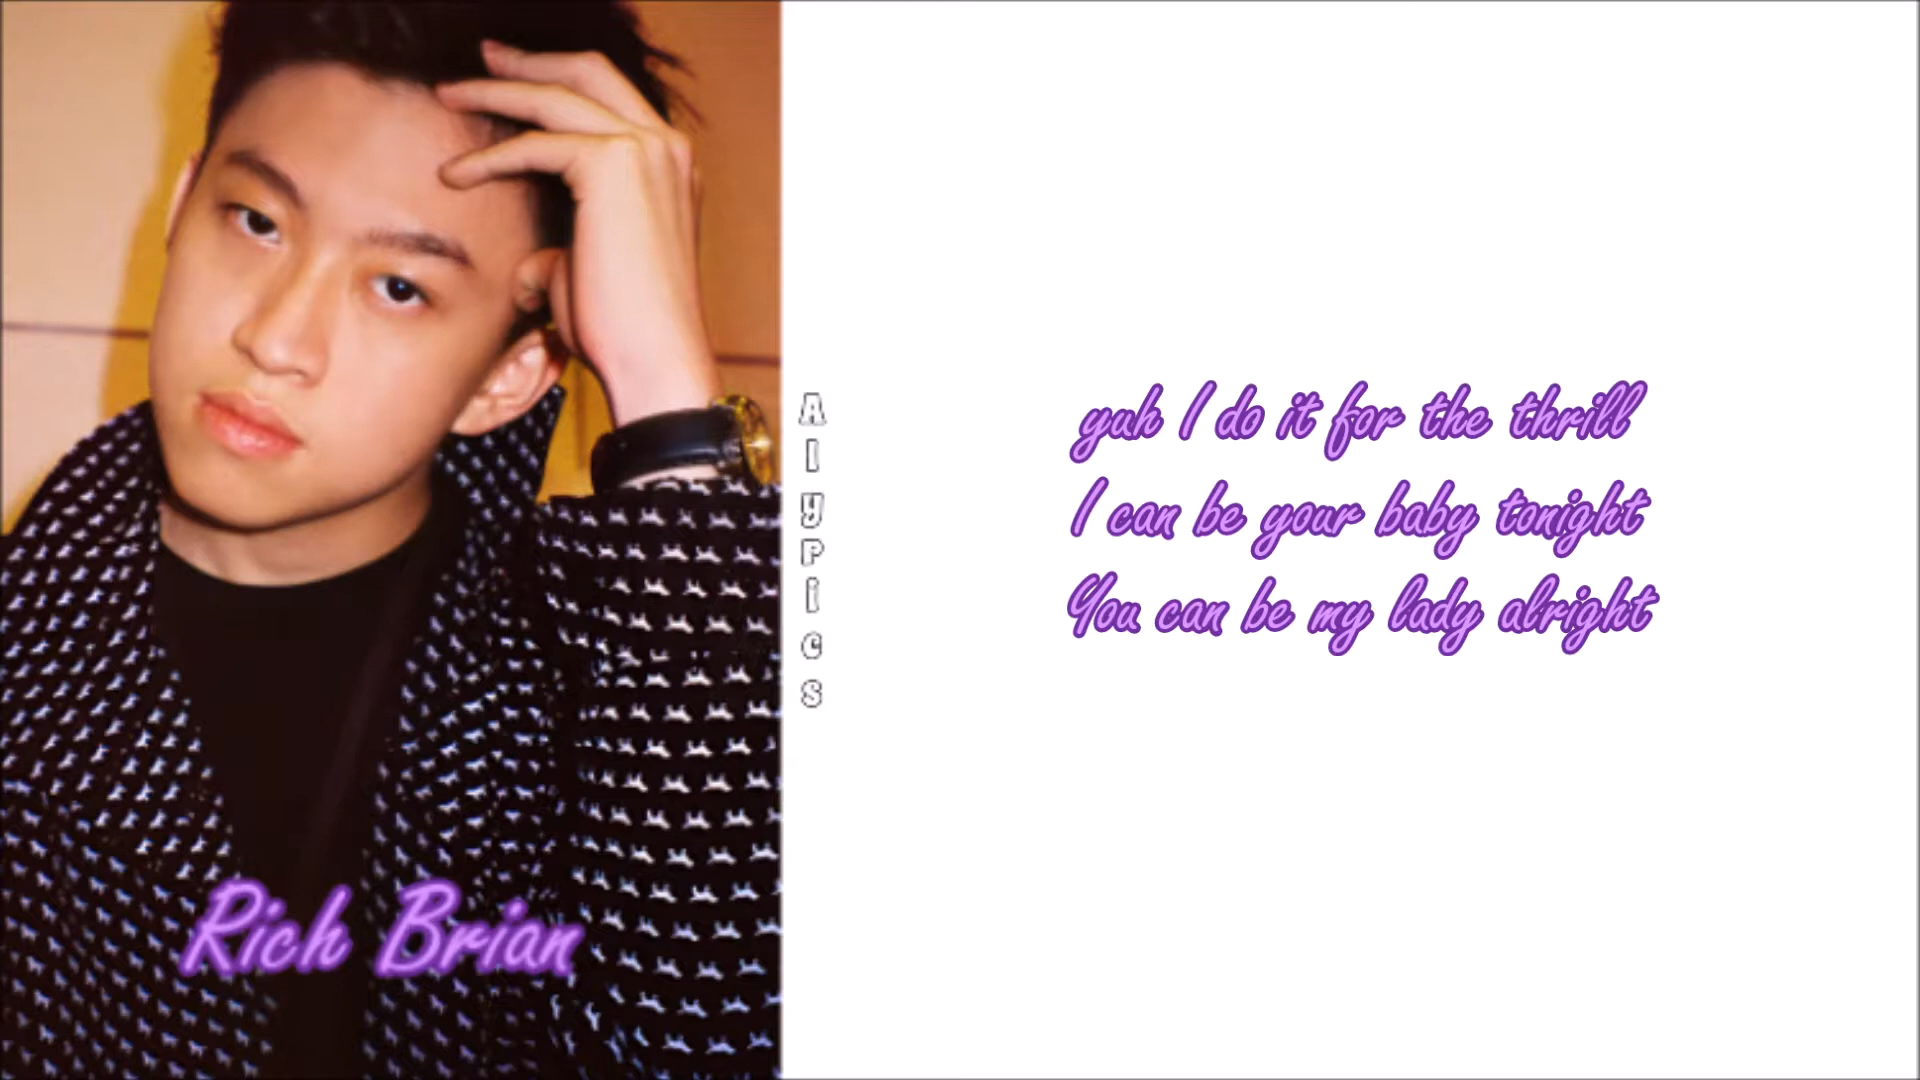 Rich Brian
AlyPics
yuh I do it for the thrill
I can be your baby tonight
You can be my lady alright